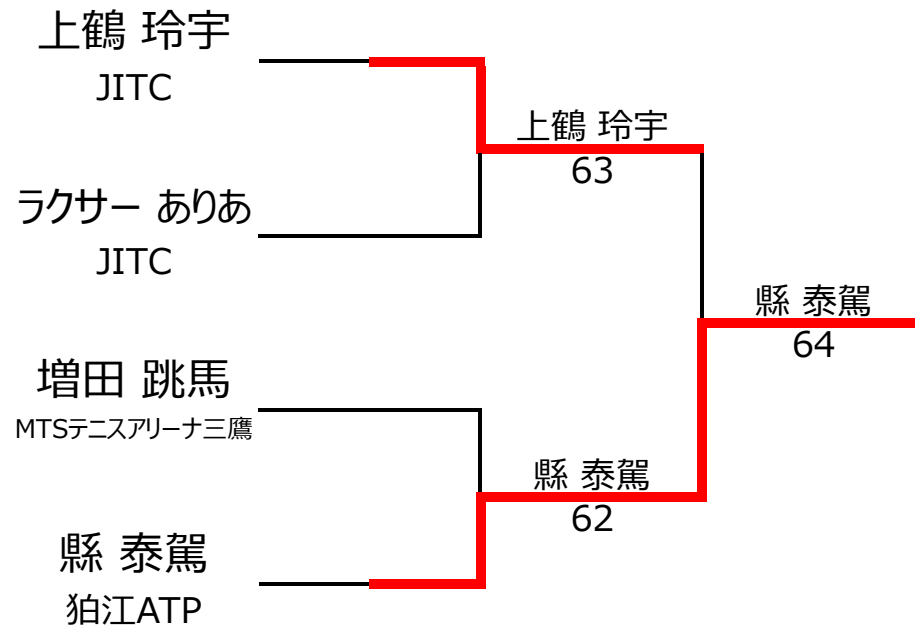 上鶴 玲宇
JITC
ラクサー ありあ
JITC
増田 跳馬
MTSテニスアリーナ三鷹
縣 泰駕
狛江ATP
上鶴 玲宇
63
縣 泰駕
62
縣 泰駕
64